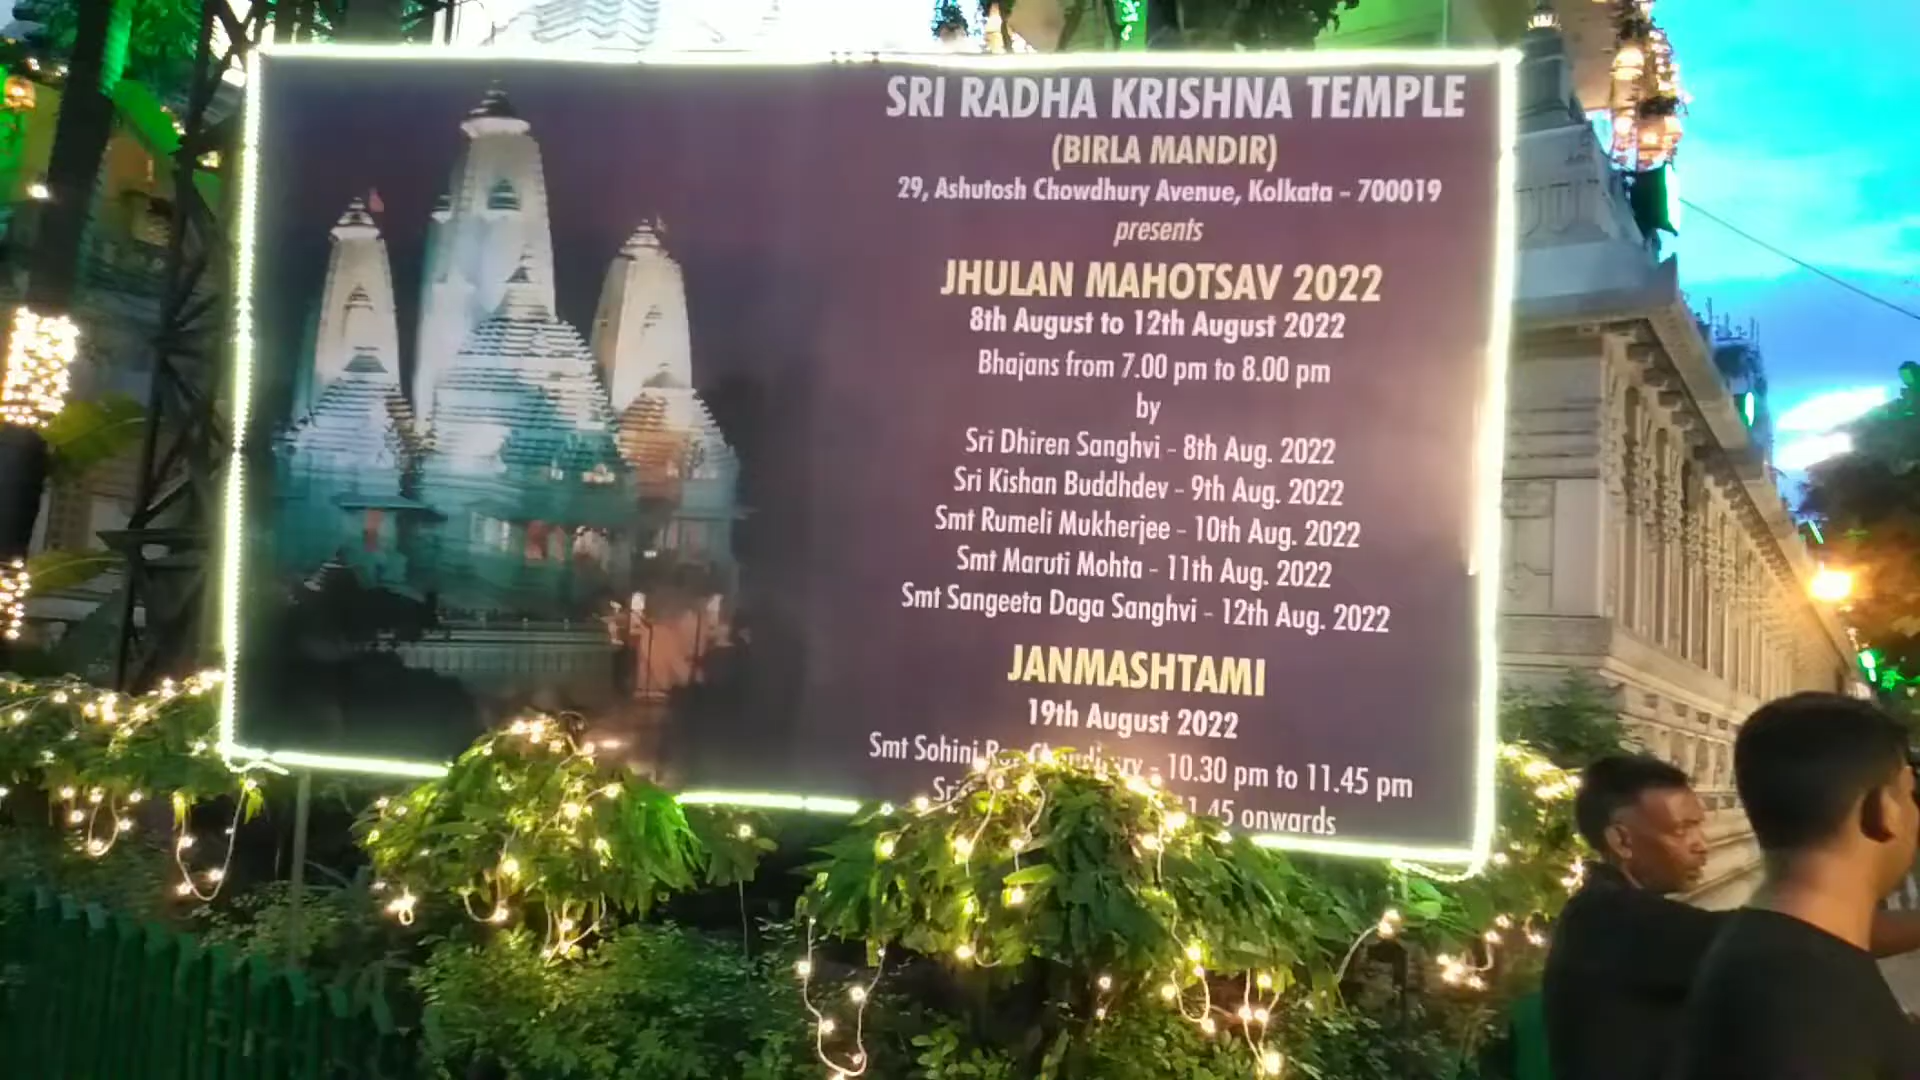 SRI RADHA KRISHNA TEMPLE
(BIRLA MANDIR)
29, Ashutosh Chowdhury Avenue, Kolkata - 700019
presents
JHULAN MAHOTSAV 2022
8th August to 12th August 2022
Bhajans from 7.00 pm to 8.00 pm
by
Sri Dhiren Sanghvi - 8th Aug. 2022
Sri Kishan Buddhdev - 9th Aug. 2022
Smt Rumeli Mukherjee - 10th Aug. 2022
Smt Maruti Mohta - 11th Aug. 2022
Smt Sangeeta Daga Sanghvi - 12th Aug. 2022
JANMASHTAMI
19th August 2022
Smt Sohini - 10.30 pm to 11.45 pm
Sri 11.45 onwards